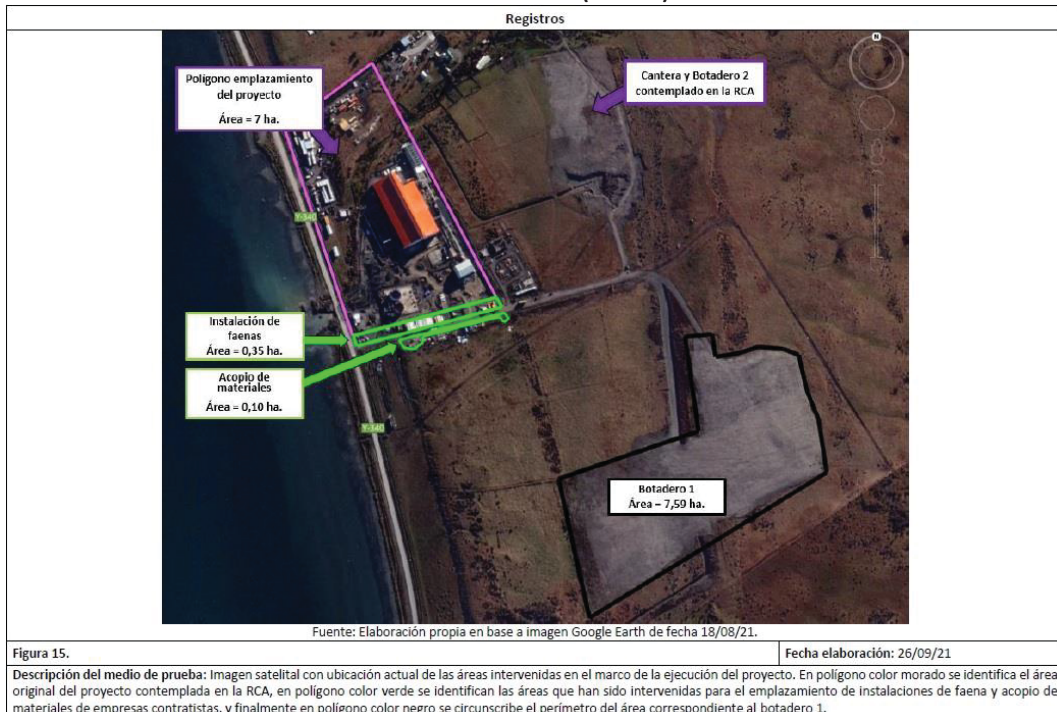 Registros
Polígono emplazamiento
del proyecto
Área = 7 ha.
Cantera y Botadero 2
contemplado en la RCA
N
Y-340
Instalación de
faenas
Área = 0,35 ha.
Acopio de
materiales
Área = 0,10 ha.
Y-340
Botadero 1
Área = 7,59 ha.
Fuente: Elaboración propia en base a imagen Google Earth de fecha 18/08/21.
Figura 15.
Fecha elaboración: 26/09/21
Descripción del medio de prueba: Imagen satelital con ubicación actual de las áreas intervenidas en el marco de la ejecución del proyecto. En polígono color morado se identifica el área
original del proyecto contemplada en la RCA, en polígono color verde se identifican las áreas que han sido intervenidas para el emplazamiento de instalaciones de faena y acopio de
materiales de empresas contratistas, y finalmente en polígono color negro se circunscribe el perímetro del área correspondiente al botadero 1.